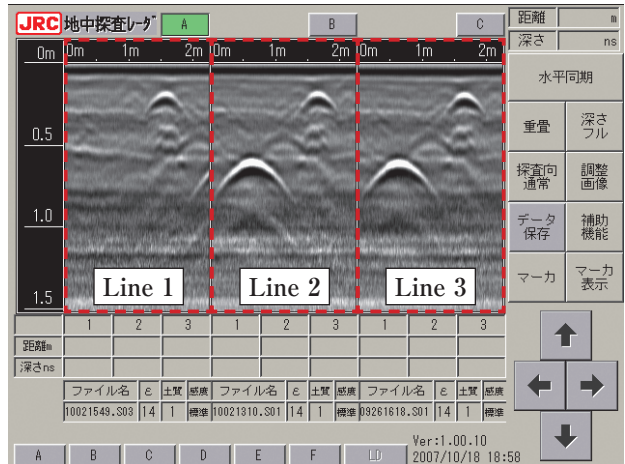 JRC 地中探査レーダ A B C
距離 m
深さ ns
0m 0m 1m 2m 0m 1m 2m 0m 1m 2m
0.5
1.0
1.5
Line 1 Line 2 Line 3
水平同期
重畳
深さ
フル
探査向
通常
調整
画像
データ
保存
補助
機能
マーカ
マーカ
表示
1 2 3 1 2 3 1 2 3
距離m
深さns
ファイル名 ε 土質 感度 ファイル名 ε 土質 感度 ファイル名 ε 土質 感度
10021549.S03 14 1 標準 10021310.S01 14 1 標準 09261618.S01 14 1 標準
A B C D E F LD
Ver:1.00.10
2007/10/18 18:58